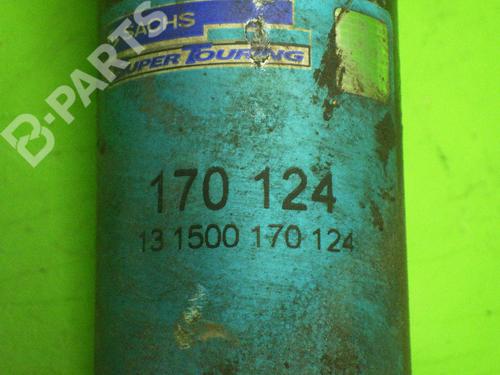 SACHS
SUPER TOURING
170 124
13 1500 170 124
B-PARTS